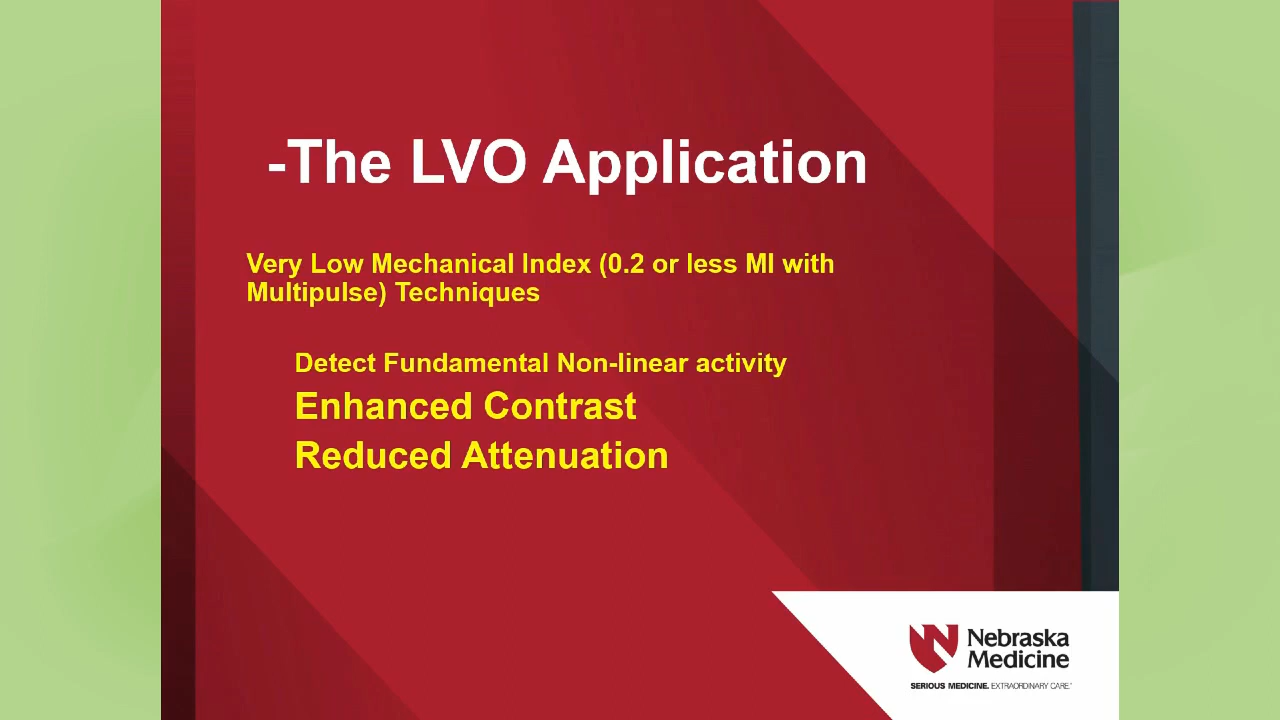 -The LVO Application
Very Low Mechanical Index (0.2 or less MI with
Multipulse) Techniques
Detect Fundamental Non-linear activity
Enhanced Contrast
Reduced Attenuation
Nebraska
Medicine
SERIOUS MEDICINE. EXTRAORDINARY CARE.